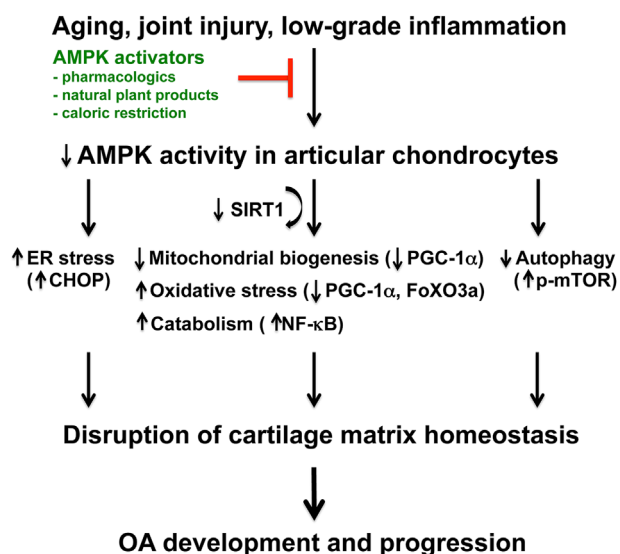 Aging, joint injury, low-grade inflammation
AMPK activators
- pharmacologics
- natural plant products
- caloric restriction
↓ AMPK activity in articular chondrocytes
↓ SIRT1
↑ER stress
(↑CHOP)
↓Mitochondrial biogenesis (↓PGC-1α)
↑Oxidative stress (↓PGC-1α, FoXO3a)
↑Catabolism ( ↑NF-κB)
↓Autophagy
(↑p-mTOR)
Disruption of cartilage matrix homeostasis
OA development and progression